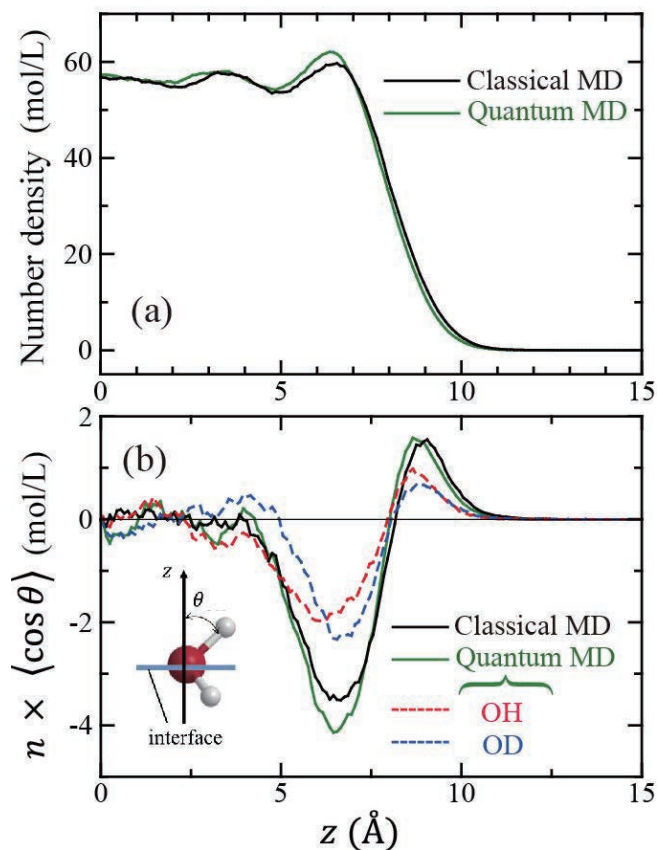 Number density (mol/L)
60
40
20
0
Classical MD
Quantum MD
(a)
0
5
10
15
n × ⟨cos θ⟩ (mol/L)
2
0
-2
-4
(b)
z
θ
interface
Classical MD
Quantum MD
OH
OD
0
5
10
15
z (Å)